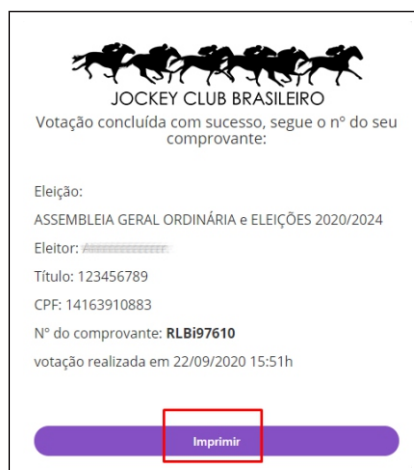 JOCKEY CLUB BRASILEIRO
Votação concluída com sucesso, segue o nº do seu
comprovante:
Eleição:
ASSEMBLEIA GERAL ORDINÁRIA e ELEIÇÕES 2020/2024
Eleitor:
Título: 123456789
CPF: 14163910883
Nº do comprovante: RLBi97610
votação realizada em 22/09/2020 15:51h
Imprimir